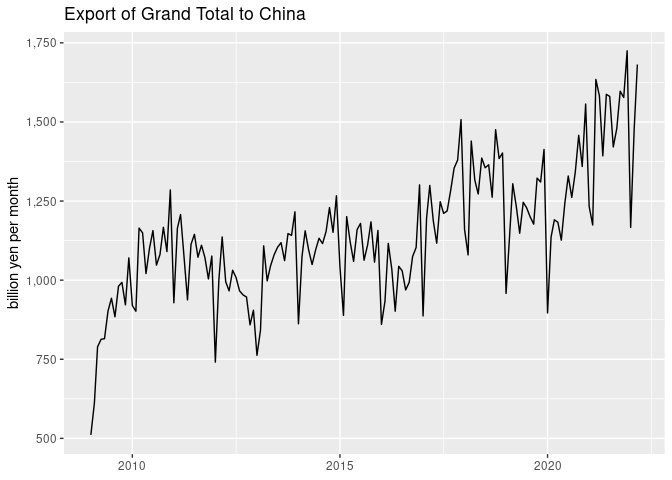 Export of Grand Total to China
billion yen per month
1,750
1,500
1,250
1,000
750
500
2010 2015 2020